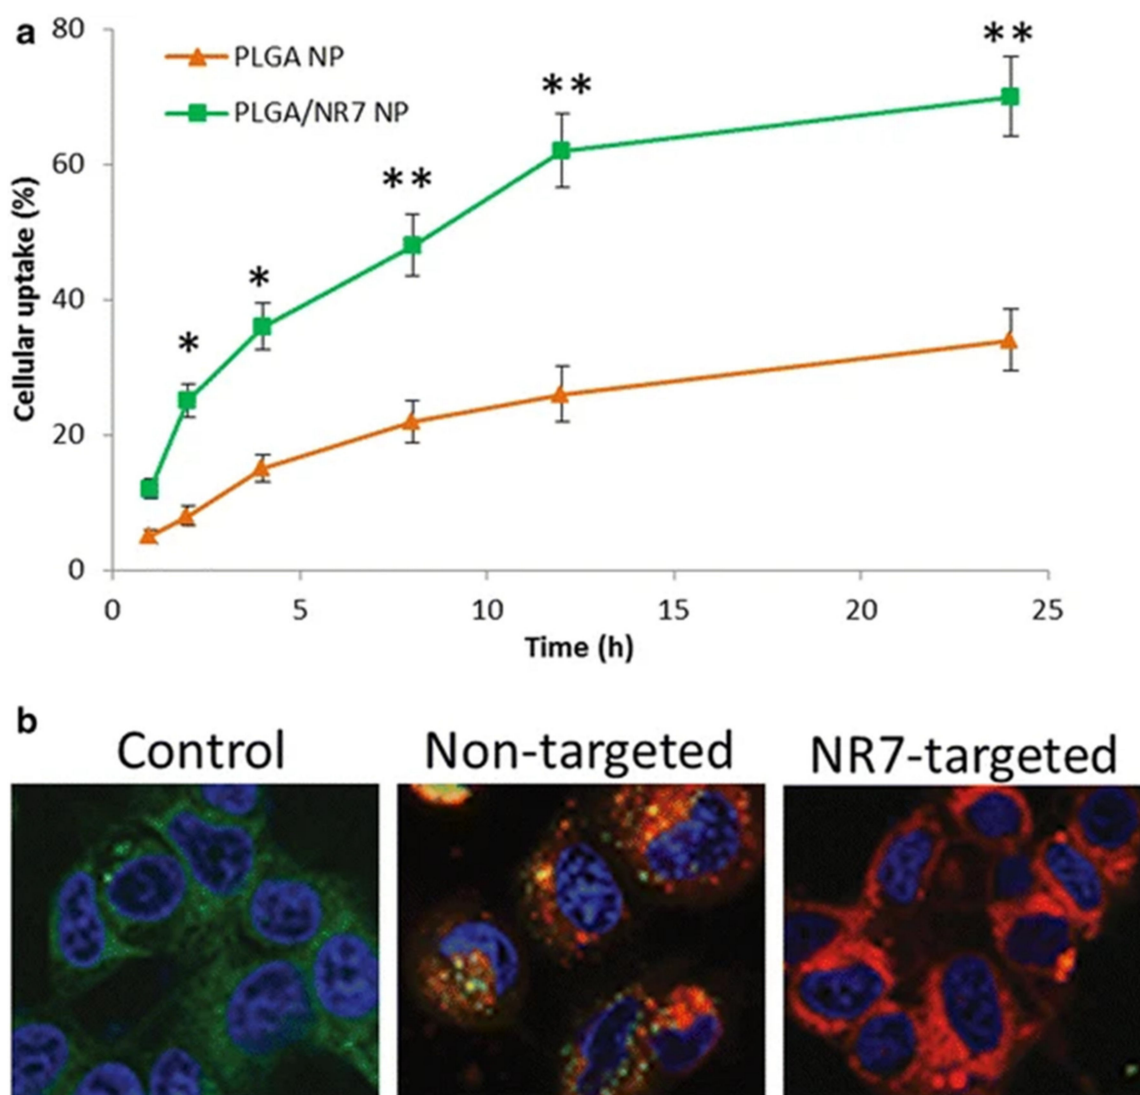 a
80
60
40
20
0
PLGA NP
PLGA/NR7 NP
*
*
**
**
**
Cellular uptake (%)
0 5 10 15 20 25
Time (h)
b
Control Non-targeted NR7-targeted